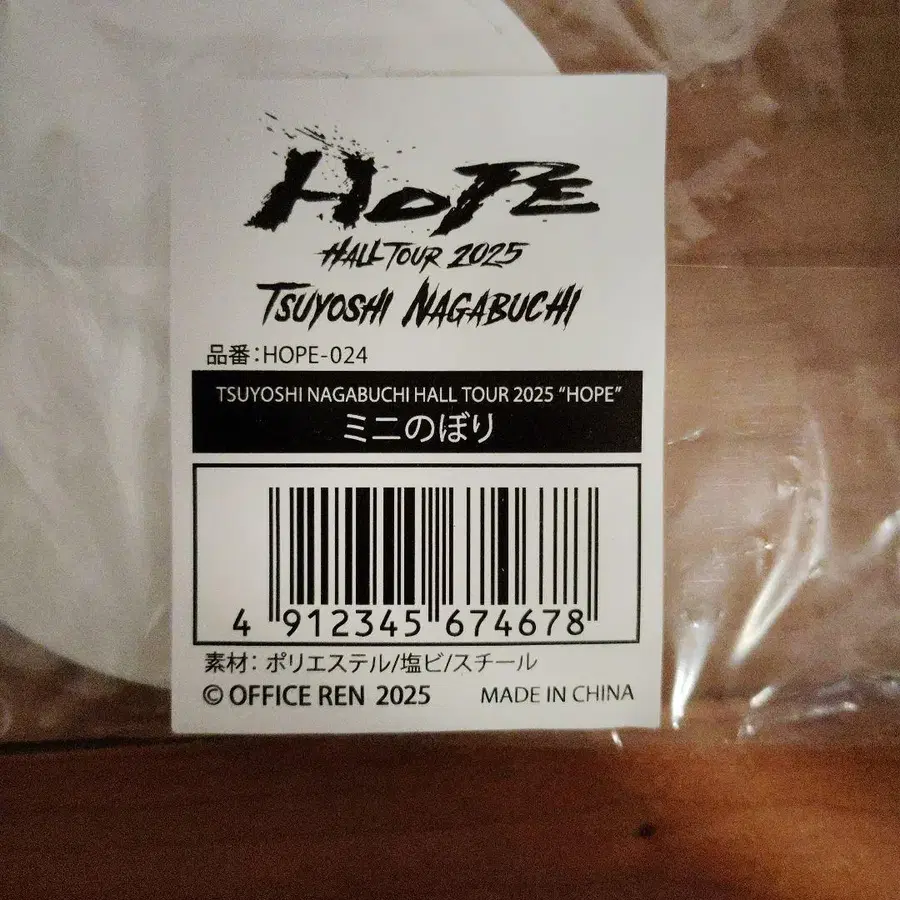 HOPE
HALL TOUR 2025
TSUYOSHI NAGABUCHI
品番:HOPE-024
TSUYOSHI NAGABUCHI HALL TOUR 2025 “HOPE”
ミニのぼり
4 912345 674678
素材: ポリエステル/塩ビ/スチール
© OFFICE REN 2025 MADE IN CHINA